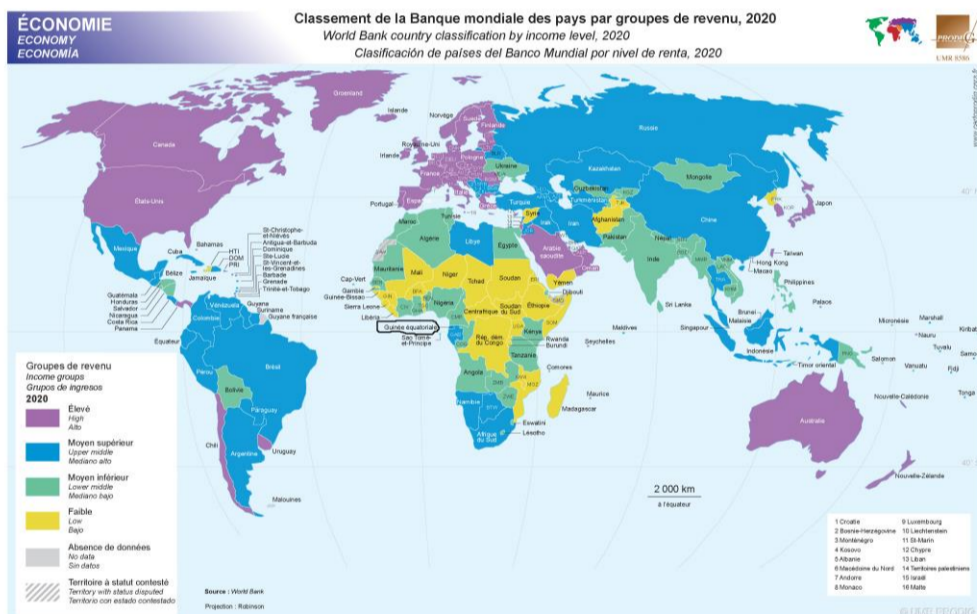 ÉCONOMIE
ECONOMY
ECONOMÍA
Classement de la Banque mondiale des pays par groupes de revenu, 2020
World Bank country classification by income level, 2020
Clasificación de países del Banco Mundial por nivel de renta, 2020
PRODIG
UMR 8586
Groenland
Islande
Norvège
Suède
Finlande
Russie
Canada
Royaume-Uni
Irlande
Pologne
France
Ukraine
Kazakhstan
Mongolie
États-Unis
Portugal
Espagne
Turquie
Ouzbékistan
Turkménistan
Chine
Japon
Tunisie
Syrie
Irak
Iran
Afghanistan
Maroc
Algérie
Libye
Égypte
Arabie
saoudite
Pakistan
Népal
Inde
Taiwan
Hong Kong
Macao
Mexique
Cuba
Bahamas
HTI
DOM
PRI
Belize
Jamaïque
St-Christophe-
et-Niévès
Antigua-et-Barbuda
Dominique
Ste-Lucie
St-Vincent-et-
les-Grenadines
Barbade
Grenade
Trinité-et-Tobago
Guatemala
Honduras
Salvador
Nicaragua
Costa Rica
Panama
Vénézuela
Guyana
Suriname
Guyane française
Colombie
Équateur
Pérou
Brésil
Bolivie
Paraguay
Chili
Argentine
Uruguay
Malouines
Cap-Vert
Mauritanie
Mali
Niger
Tchad
Soudan
Yémen
Djibouti
Gambie
Guinée-Bissau
Sierra Leone
Libéria
Nigeria
Centrafrique
Soudan
du Sud
Éthiopie
Guinée équatoriale
Sao Tomé-
et-Principe
Rép. dém.
du Congo
Kenya
Rwanda
Burundi
Tanzanie
Angola
Comores
Seychelles
Maldives
Sri Lanka
Maurice
Madagascar
Namibie
Eswatini
Lésotho
Afrique
du Sud
Philippines
Palaos
Brunei
Malaisie
Singapour
Indonésie
Timor oriental
Micronésie
Marshall
Nauru
Kiribati
Tuvalu
Salomon
Vanuatu
Fidji
Samoa
Nouvelle-Calédonie
Tonga
Australie
Nouvelle-Zélande
40°
40°
0°
Groupes de revenu
Income groups
Grupos de ingresos
2020
Élevé
High
Alto
Moyen supérieur
Upper middle
Mediano alto
Moyen inférieur
Lower middle
Mediano bajo
Faible
Low
Bajo
Absence de données
No data
Sin datos
Territoire à statut contesté
Territory with status disputed
Territorio con estado contestado
Source : World Bank
Projection : Robinson
2 000 km
à l'équateur
1 Croatie
2 Bosnie-Herzégovine
3 Monténégro
4 Kosovo
5 Albanie
6 Macédoine du Nord
7 Andorre
8 Monaco
9 Luxembourg
10 Liechtenstein
11 St-Marin
12 Chypre
13 Liban
14 Territoires palestiniens
15 Israël
16 Malte